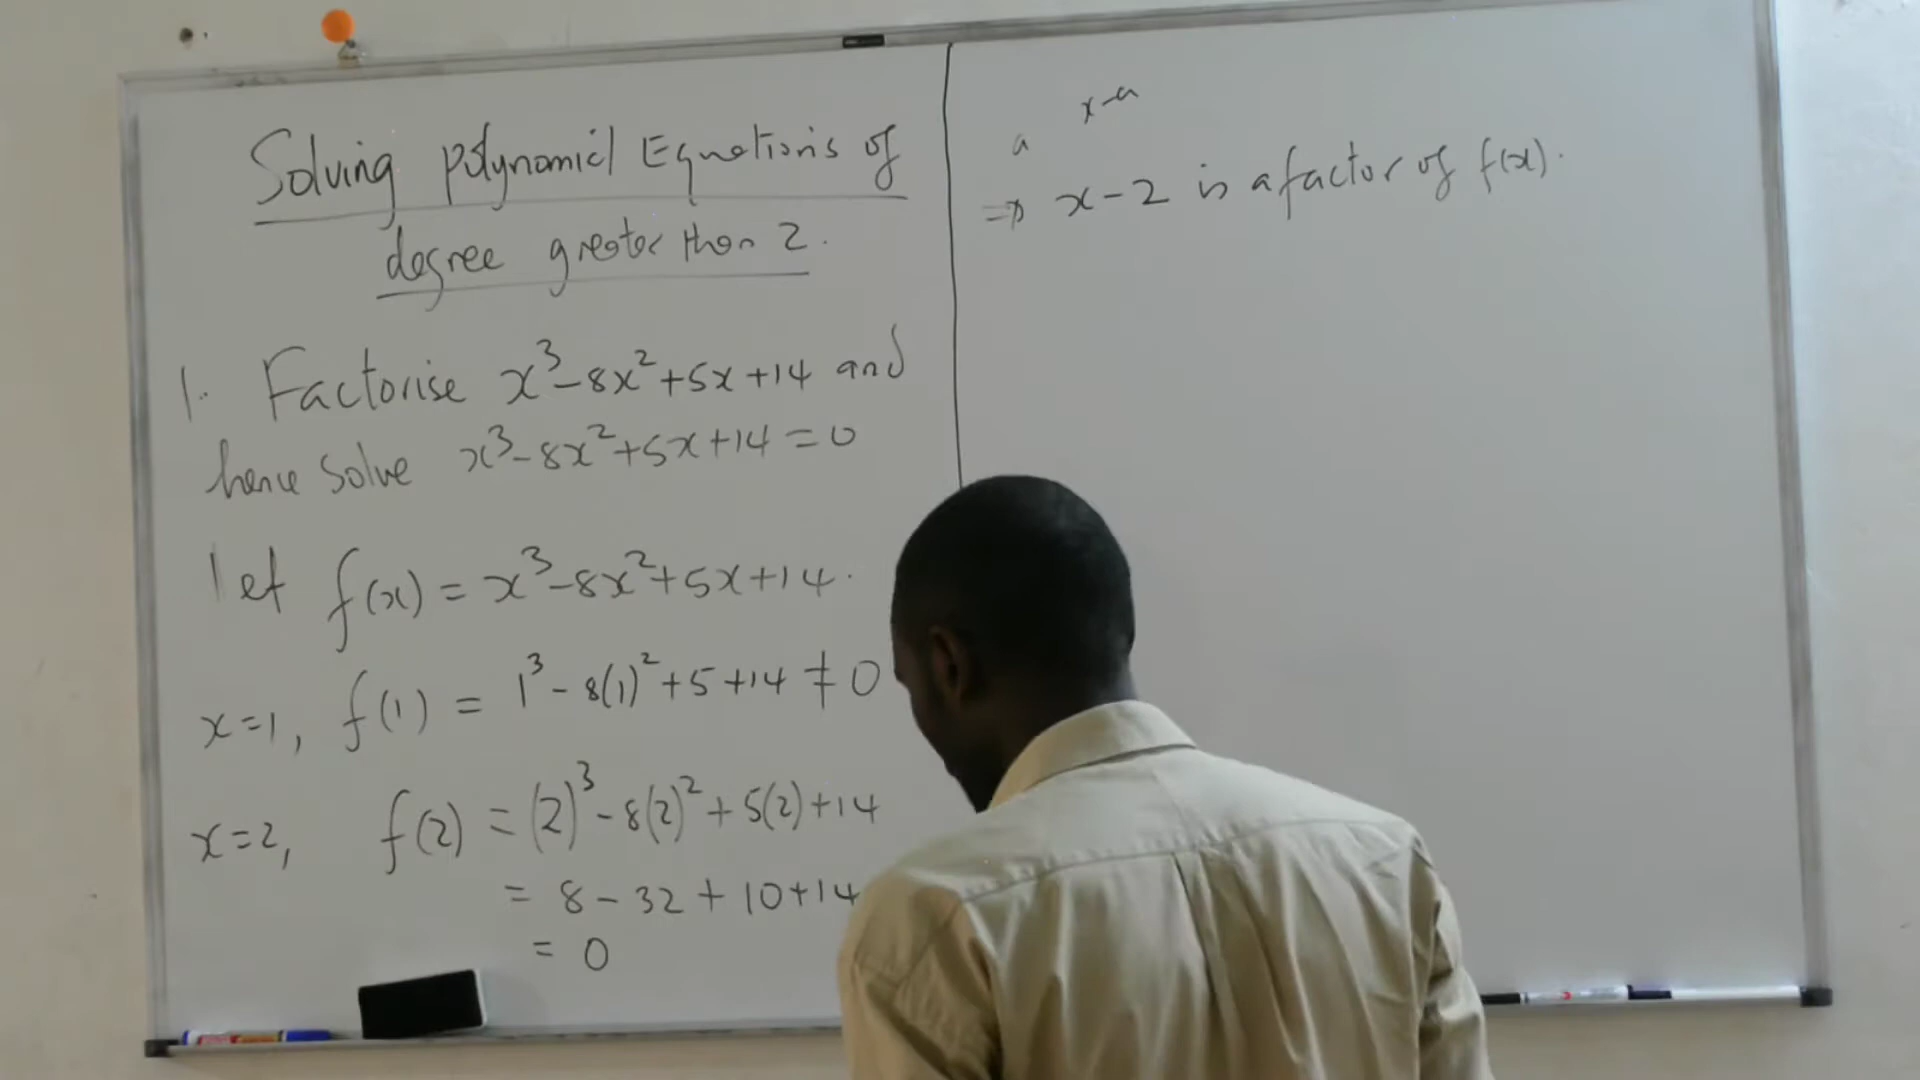 Solving polynomial Equations of
degree greater than 2.
1. Factorise x³-8x²+5x+14 and
hence solve x³-8x²+5x+14=0
let f(x) = x³-8x²+5x+14.
x=1, f(1) = 1³-8(1)²+5+14 ≠ 0
x=2, f(2) = (2)³-8(2)²+5(2)+14
= 8-32+10+14
= 0
a x-a
⇒ x-2 is a factor of f(x).